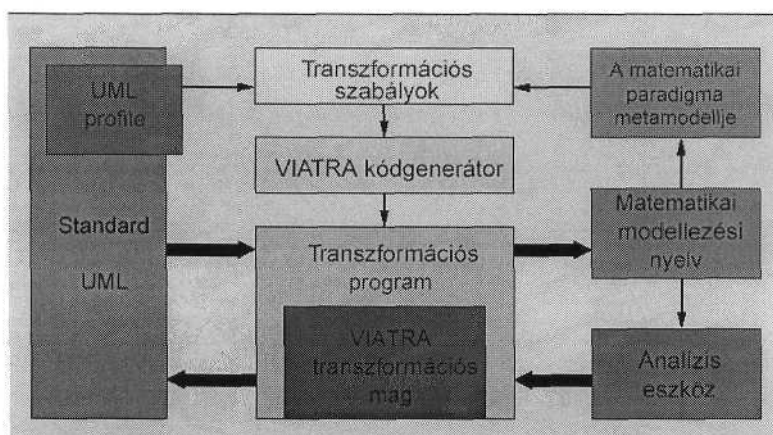 UML
profile
Transzformációs
szabályok
A matematikai
paradigma
metamodellje
VIATRA kódgenerátor
Standard
UML
Transzformációs
program
Matematikai
modellezési
nyelv
VIATRA
transzformációs
mag
Analízis
eszköz